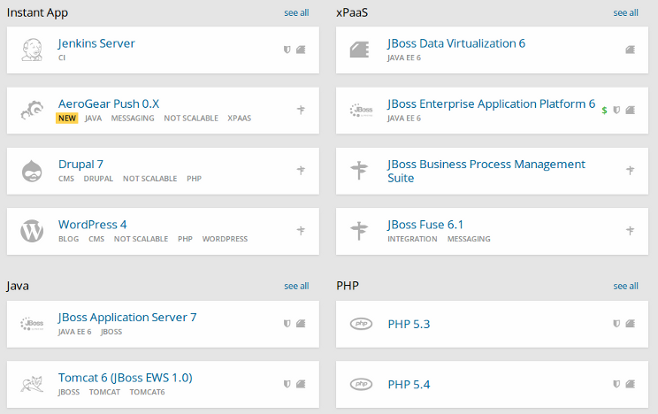 Instant App
see all
Jenkins Server
CI
AeroGear Push 0.X
NEW JAVA MESSAGING NOT SCALABLE XPAAS
Drupal 7
CMS DRUPAL NOT SCALABLE PHP
WordPress 4
BLOG CMS NOT SCALABLE PHP WORDPRESS
xPaaS
see all
JBoss Data Virtualization 6
JAVA EE 6
JBoss
JBoss Enterprise Application Platform 6 $
JAVA EE 6
JBoss Business Process Management
Suite
JBoss Fuse 6.1
INTEGRATION MESSAGING
Java
see all
JBoss
JBoss Application Server 7
JAVA EE 6 JBOSS
Tomcat 6 (JBoss EWS 1.0)
JBOSS TOMCAT TOMCAT6
PHP
see all
php
PHP 5.3
php
PHP 5.4